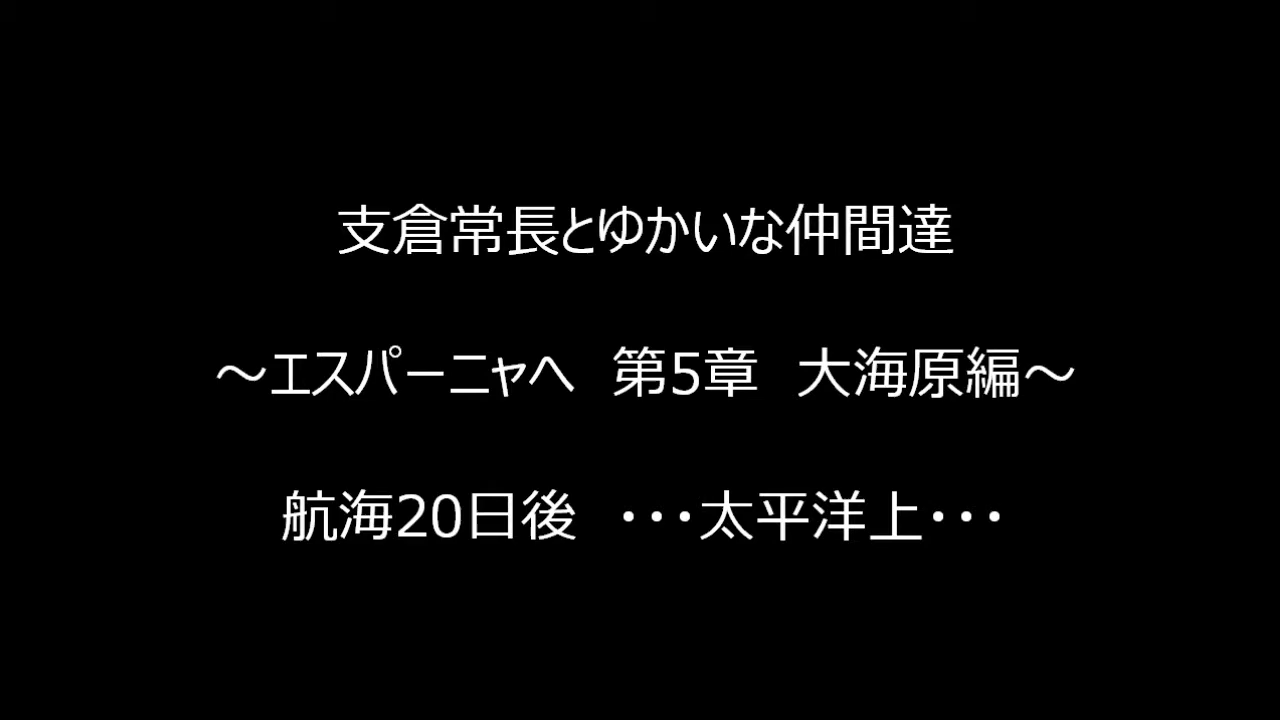 支倉常長とゆかいな仲間達
～エスパーニャへ　第5章　大海原編～
航海20日後　･･･太平洋上･･･